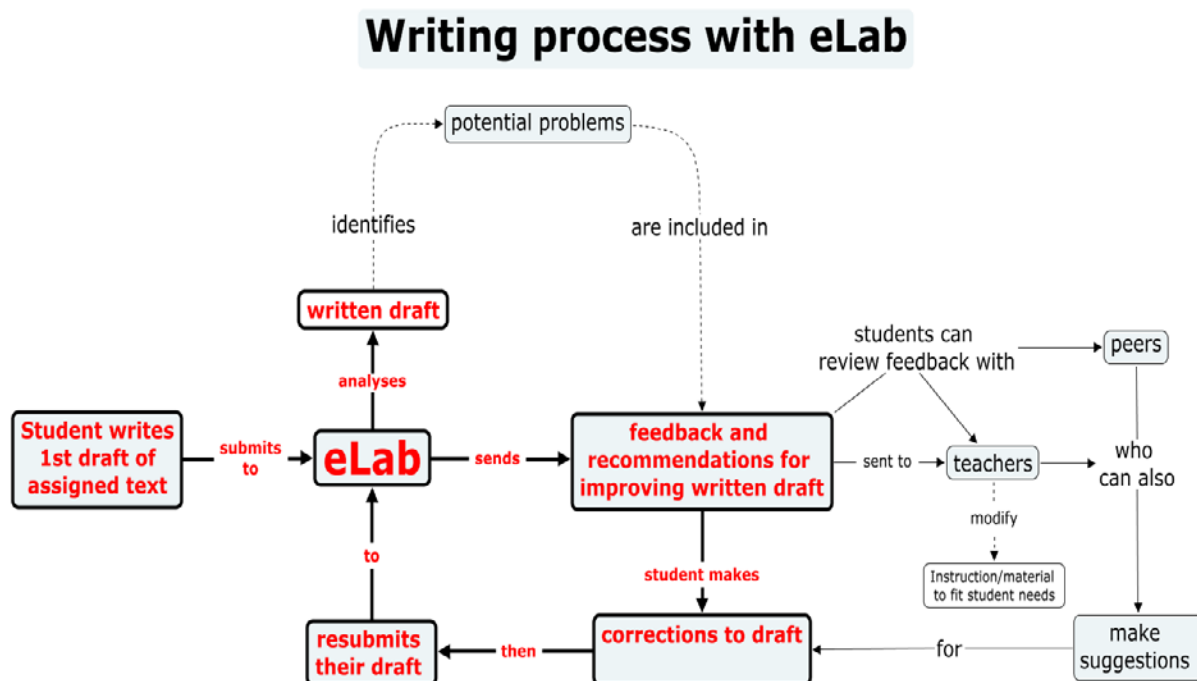 Writing process with eLab
potential problems
identifies
are included in
written draft
students can
review feedback with
peers
analyses
Student writes
1st draft of
assigned text
submits
to
eLab
sends
feedback and
recommendations for
improving written draft
sent to
teachers
who
can also
modify
to
student makes
Instruction/material
to fit student needs
resubmits
their draft
then
corrections to draft
for
make
suggestions